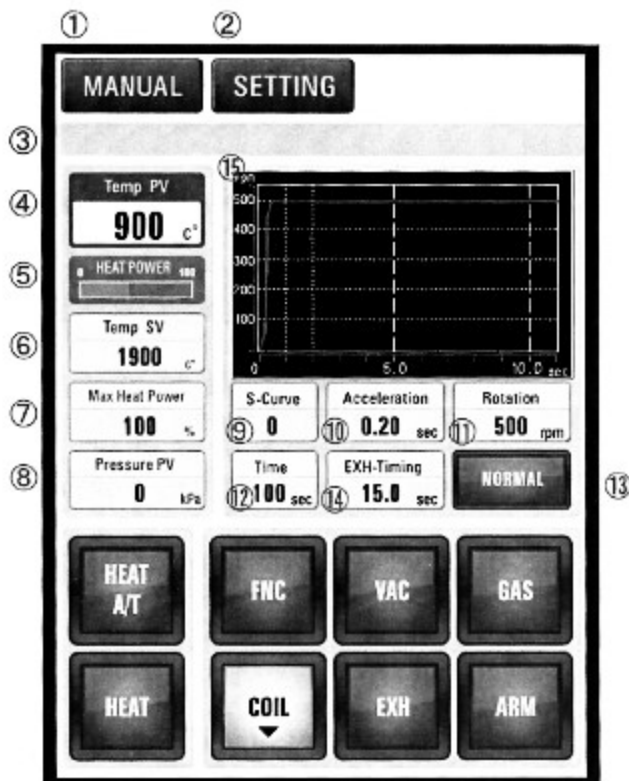 ① ②
MANUAL SETTING
③
④ Temp PV
900 c°
⑤ 0 HEAT POWER 100
⑥ Temp SV
1900 c°
⑦ Max Heat Power
100 %
⑧ Pressure PV
0 kPa
⑮ rpm
500
400
300
200
100
0 5.0 10.0 sec
S-Curve
⑨ 0
Acceleration
⑩ 0.20 sec
Rotation
⑪ 500 rpm
Time
⑫ 100 sec
EXH-Timing
⑭ 15.0 sec
NORMAL ⑬
HEAT
A/T
FNC VAC GAS
HEAT COIL EXH ARM